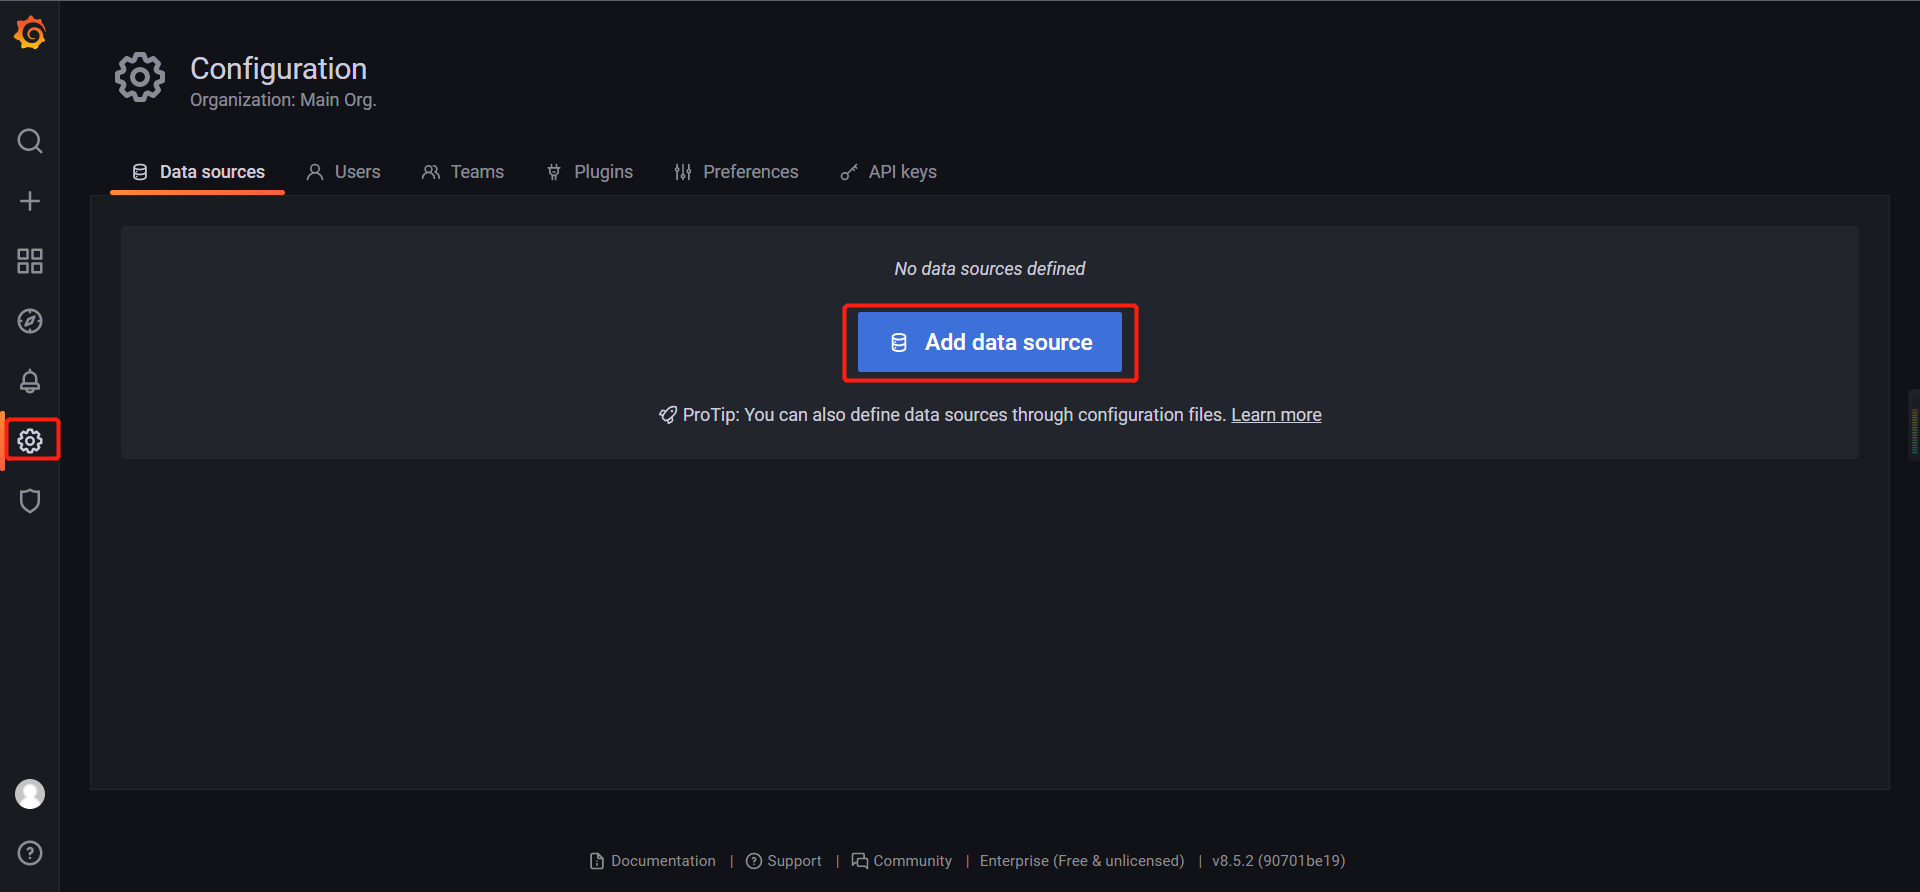 Configuration
Organization: Main Org.
Data sources Users Teams Plugins Preferences API keys
No data sources defined
Add data source
ProTip: You can also define data sources through configuration files. Learn more
Documentation | Support | Community | Enterprise (Free & unlicensed) | v8.5.2 (90701be19)